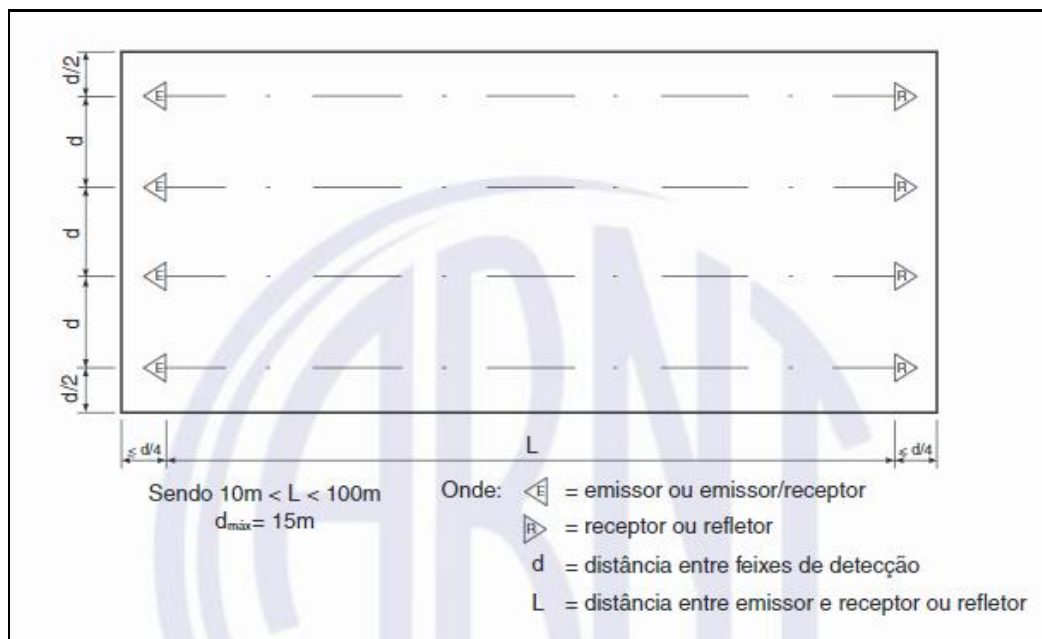 d/2
E
R
d
E
R
d
E
R
d
E
R
d/2
≤ d/4
L
≤ d/4
Sendo 10m < L < 100m
dmáx= 15m
Onde: E = emissor ou emissor/receptor
R = receptor ou refletor
d = distância entre feixes de detecção
L = distância entre emissor e receptor ou refletor
ABNT